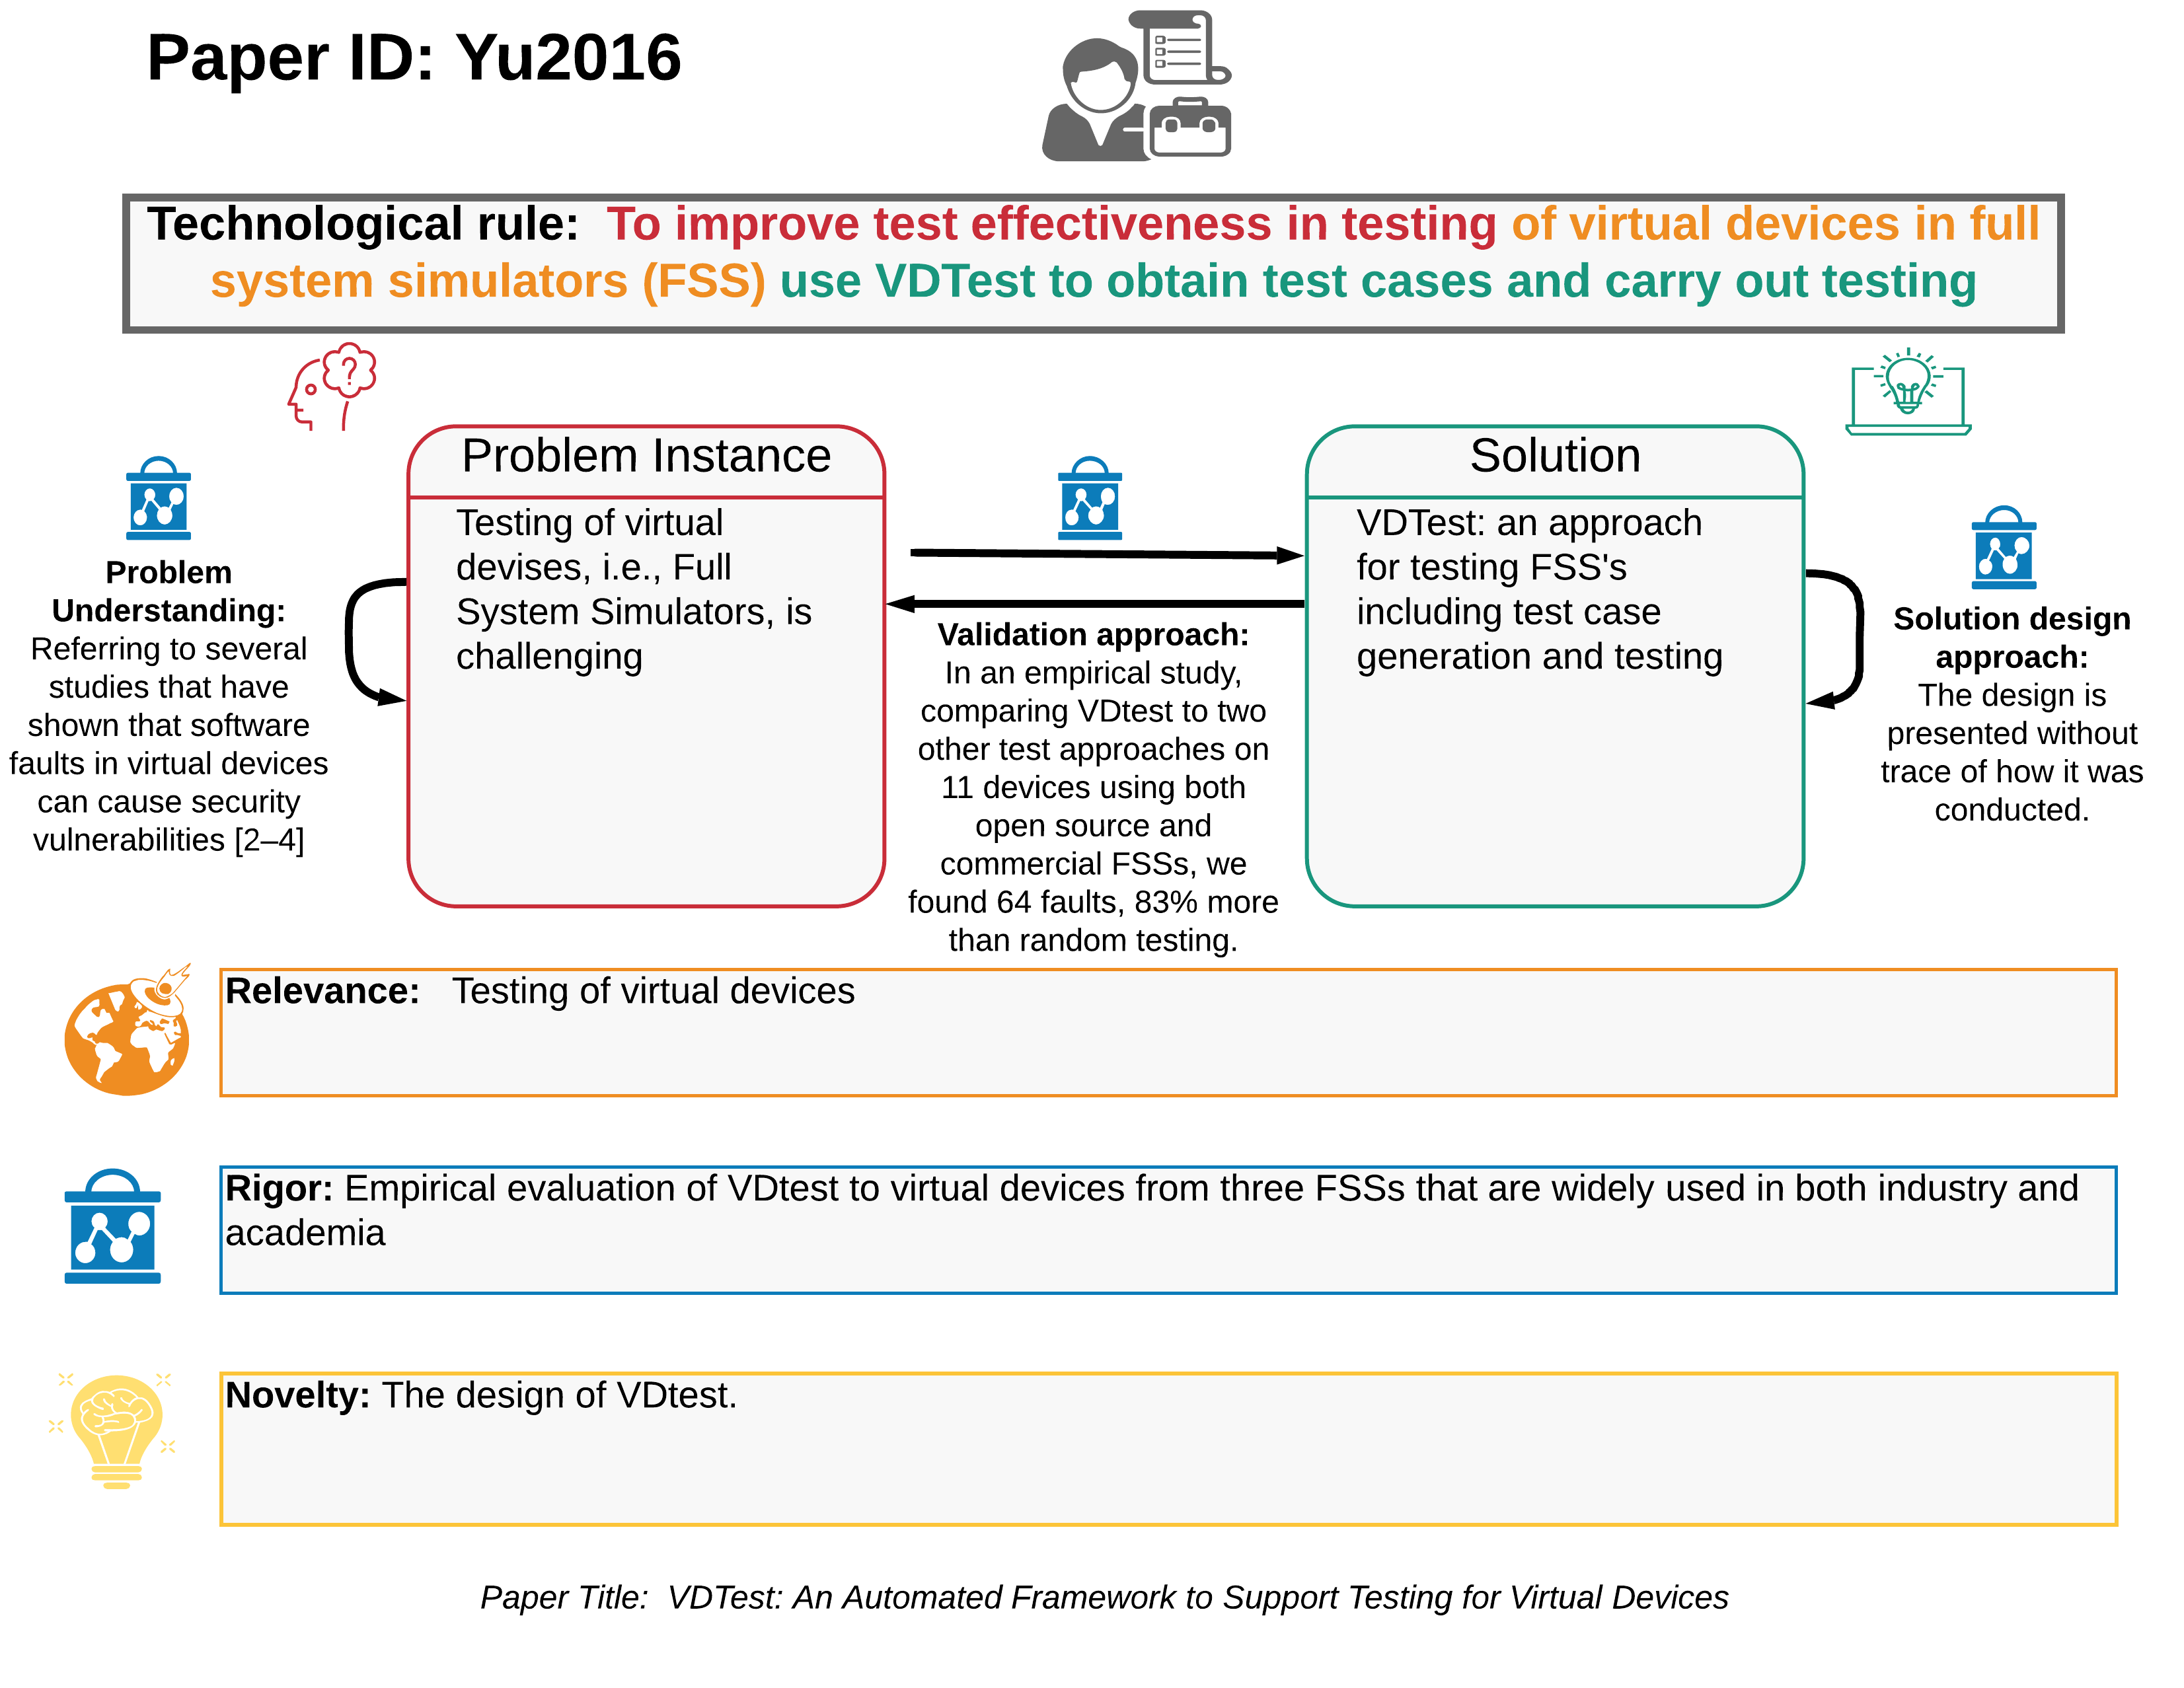 Paper ID: Yu2016
Technological rule: To improve test effectiveness in testing of virtual devices in full
system simulators (FSS) use VDTest to obtain test cases and carry out testing
Problem Instance
Testing of virtual
devises, i.e., Full
System Simulators, is
challenging
Solution
VDTest: an approach
for testing FSS's
including test case
generation and testing
Problem
Understanding:
Referring to several
studies that have
shown that software
faults in virtual devices
can cause security
vulnerabilities [2–4]
Validation approach:
In an empirical study,
comparing VDtest to two
other test approaches on
11 devices using both
open source and
commercial FSSs, we
found 64 faults, 83% more
than random testing.
Solution design
approach:
The design is
presented without
trace of how it was
conducted.
Relevance: Testing of virtual devices
Rigor: Empirical evaluation of VDtest to virtual devices from three FSSs that are widely used in both industry and
academia
Novelty: The design of VDtest.
Paper Title: VDTest: An Automated Framework to Support Testing for Virtual Devices